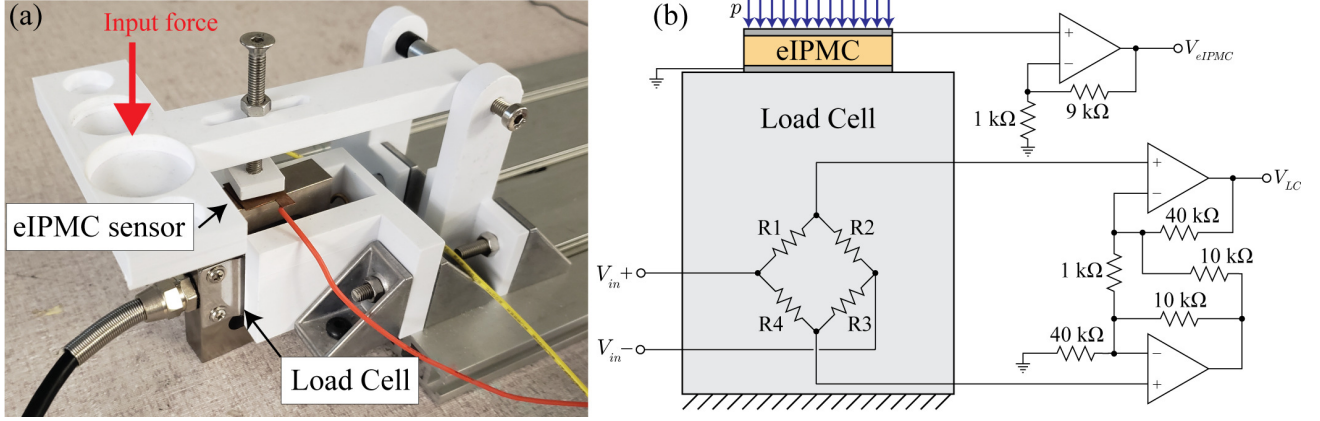 (a)
Input force
eIPMC sensor
Load Cell
(b)
p
eIPMC
+
−
V_eIPMC
1 kΩ
9 kΩ
Load Cell
R1
R2
R4
R3
V_in+
V_in−
+
−
V_LC
40 kΩ
10 kΩ
1 kΩ
10 kΩ
40 kΩ
−
+